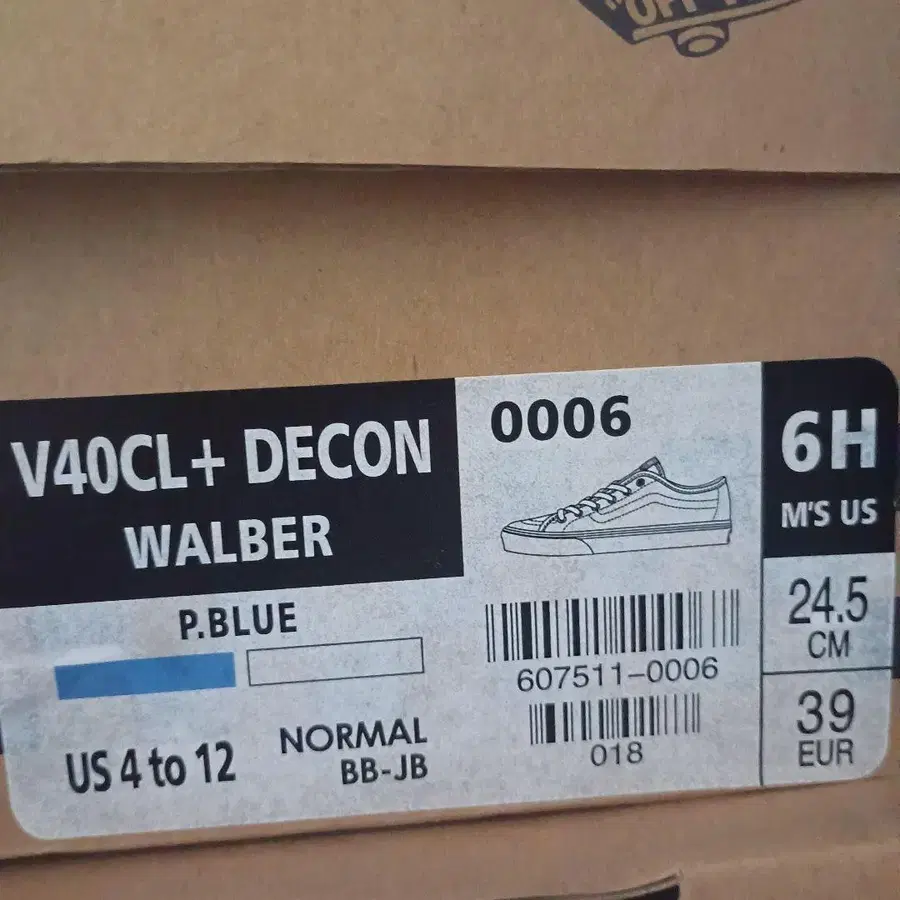 "OFF
V40CL+ DECON
WALBER
P.BLUE
US 4 to 12
NORMAL
BB-JB
0006
607511-0006
018
6H
M'S US
24.5
CM
39
EUR